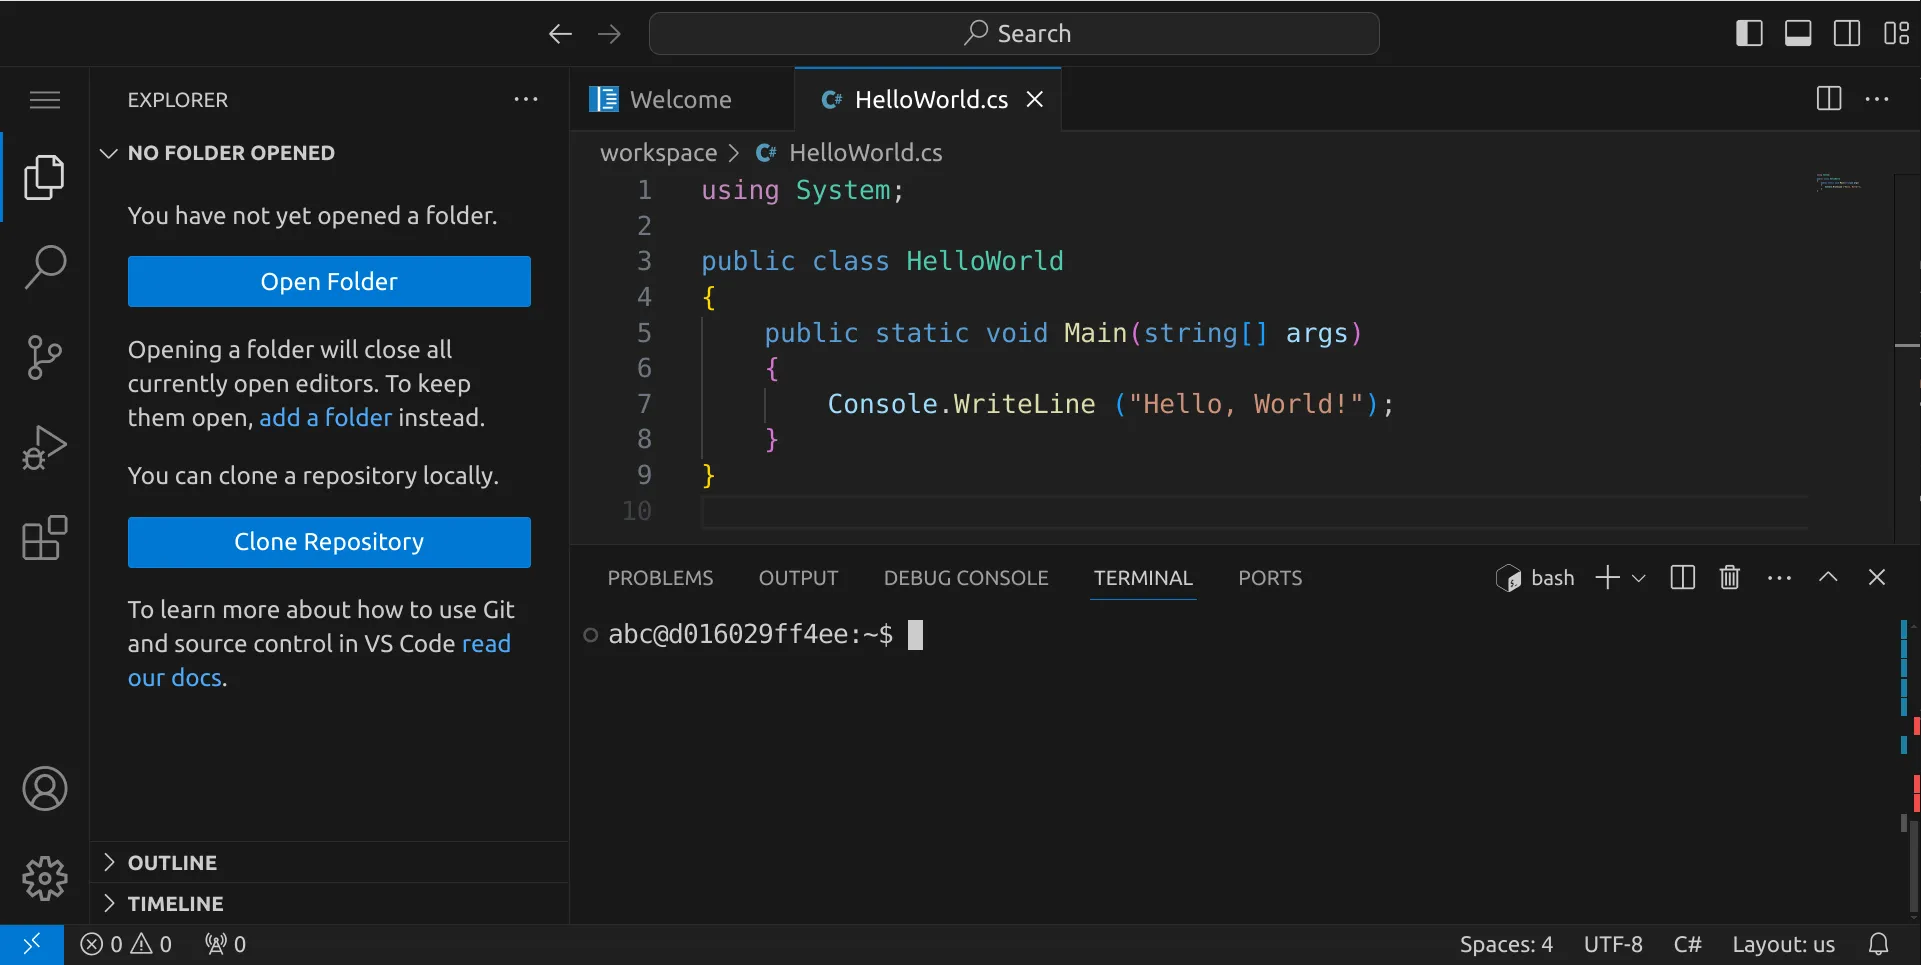 Search
EXPLORER
NO FOLDER OPENED
You have not yet opened a folder.
Open Folder
Opening a folder will close all
currently open editors. To keep
them open, add a folder instead.
You can clone a repository locally.
Clone Repository
To learn more about how to use Git
and source control in VS Code read
our docs.
OUTLINE
TIMELINE
Welcome
C# HelloWorld.cs
workspace > C# HelloWorld.cs
1 using System;
2
3 public class HelloWorld
4 {
5 public static void Main(string[] args)
6 {
7 Console.WriteLine ("Hello, World!");
8 }
9 }
10
PROBLEMS OUTPUT DEBUG CONSOLE TERMINAL PORTS bash
abc@d016029ff4ee:~$
0 0 0 Spaces: 4 UTF-8 C# Layout: us